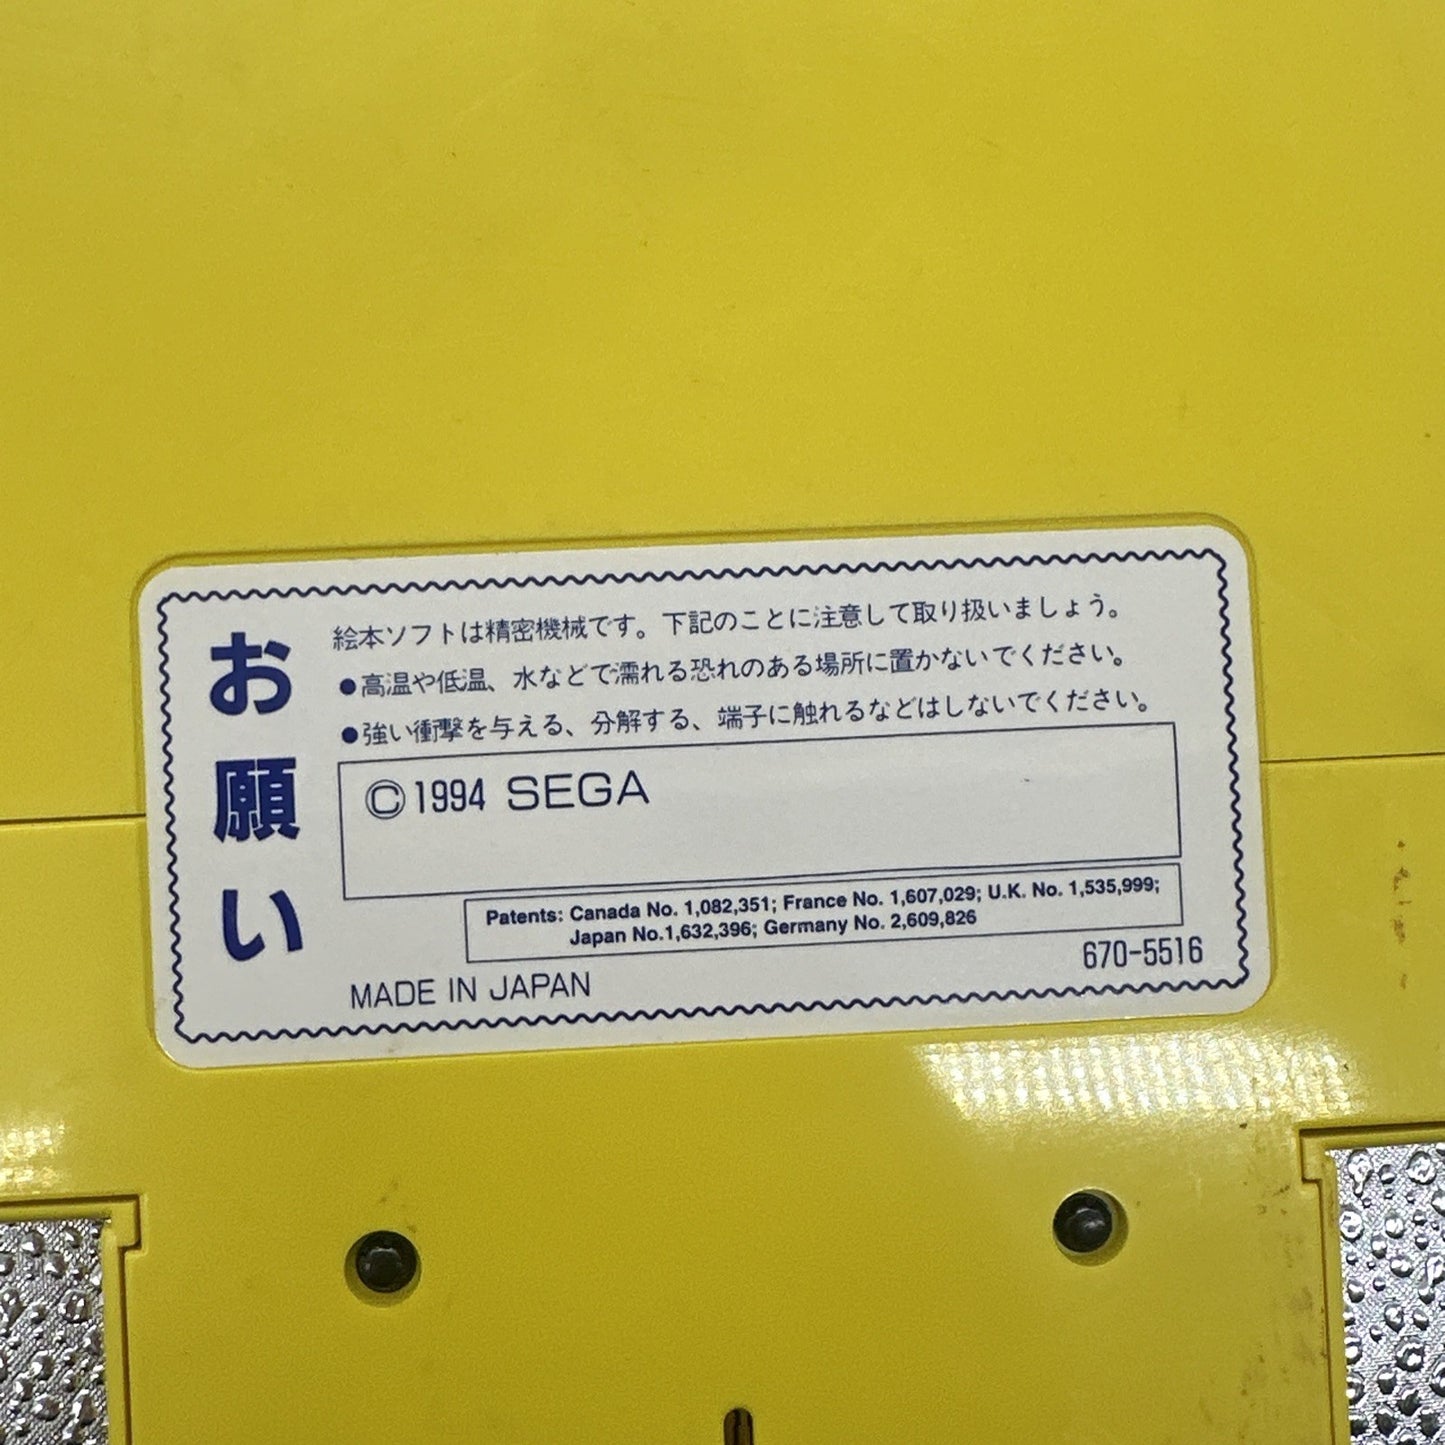 お願い
絵本ソフトは精密機械です。下記のことに注意して取り扱いましょう。
●高温や低温、水などで濡れる恐れのある場所に置かないでください。
●強い衝撃を与える、分解する、端子に触れるなどはしないでください。
©1994 SEGA
Patents: Canada No. 1,082,351; France No. 1,607,029; U.K. No. 1,535,999;
Japan No.1,632,396; Germany No. 2,609,826
670-5516
MADE IN JAPAN